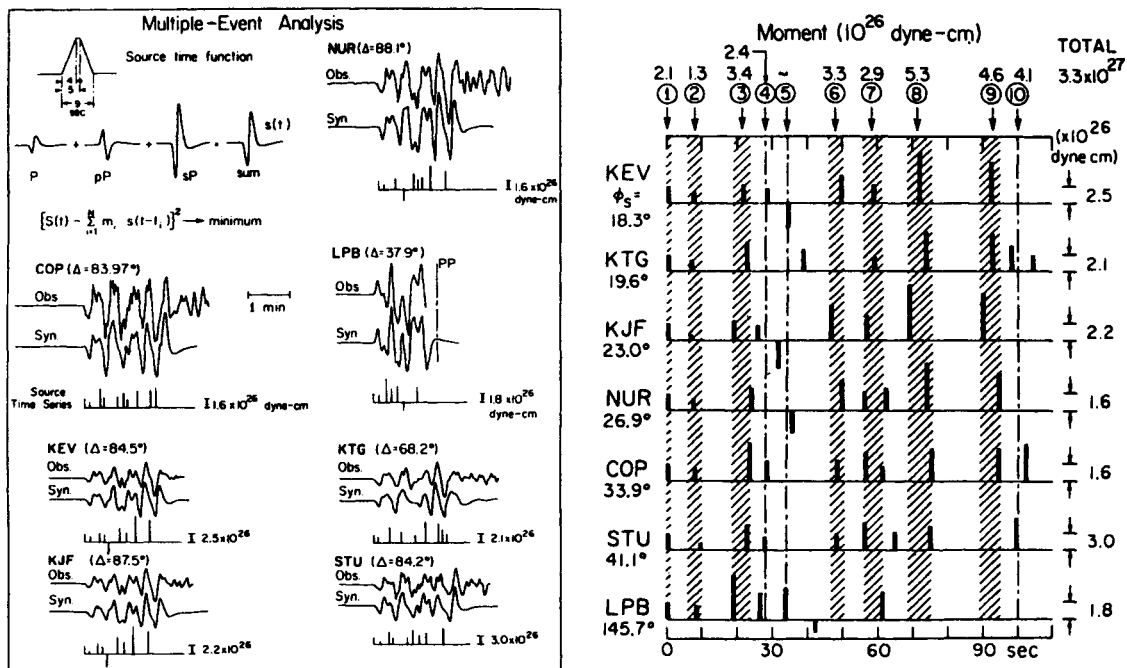 Multiple-Event Analysis
Source time function
4
5
9
sec
P + pP + sP = sum
s(t)
[S(t) - Σ m, s(t-t_i)]² → minimum
N
i=1
NUR(Δ=88.1°)
Obs.
Syn
I 1.6x10^26
dyne-cm
COP (Δ=83.97°)
Obs
Syn
1 min
Source
Time Series
I 1.6x10^26 dyne-cm
LPB (Δ=37.9°)
PP
Obs
Syn
I 1.8x10^26
dyne-cm
KEV (Δ=84.5°)
Obs.
Syn.
I 2.5x10^26
KTG (Δ=68.2°)
Obs.
Syn.
I 2.1x10^26
KJF (Δ=87.5°)
Obs.
Syn.
I 2.2x10^26
STU (Δ=84.2°)
Obs.
Syn.
I 3.0x10^26
Moment (10^26 dyne-cm)
TOTAL
3.3x10^27
2.1 1.3 3.4 2.4 ~ 3.3 2.9 5.3 4.6 4.1
① ② ③ ④ ⑤ ⑥ ⑦ ⑧ ⑨ ⑩
(x10^26
dyne cm)
KEV
φs=
18.3°
2.5
KTG
19.6°
2.1
KJF
23.0°
2.2
NUR
26.9°
1.6
COP
33.9°
1.6
STU
41.1°
3.0
LPB
145.7°
1.8
0 30 60 90 sec